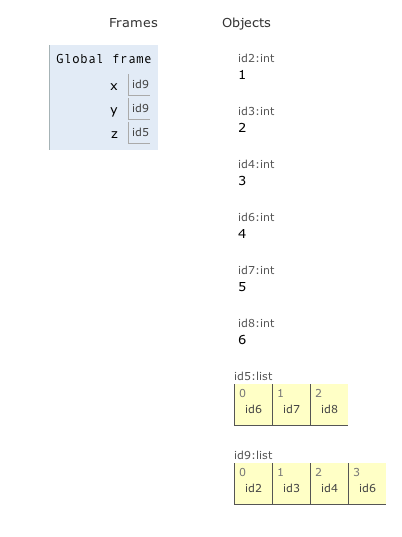 Frames Objects
Global frame
x id9
y id9
z id5
id2:int
1
id3:int
2
id4:int
3
id6:int
4
id7:int
5
id8:int
6
id5:list
0 1 2
id6 id7 id8
id9:list
0 1 2 3
id2 id3 id4 id6